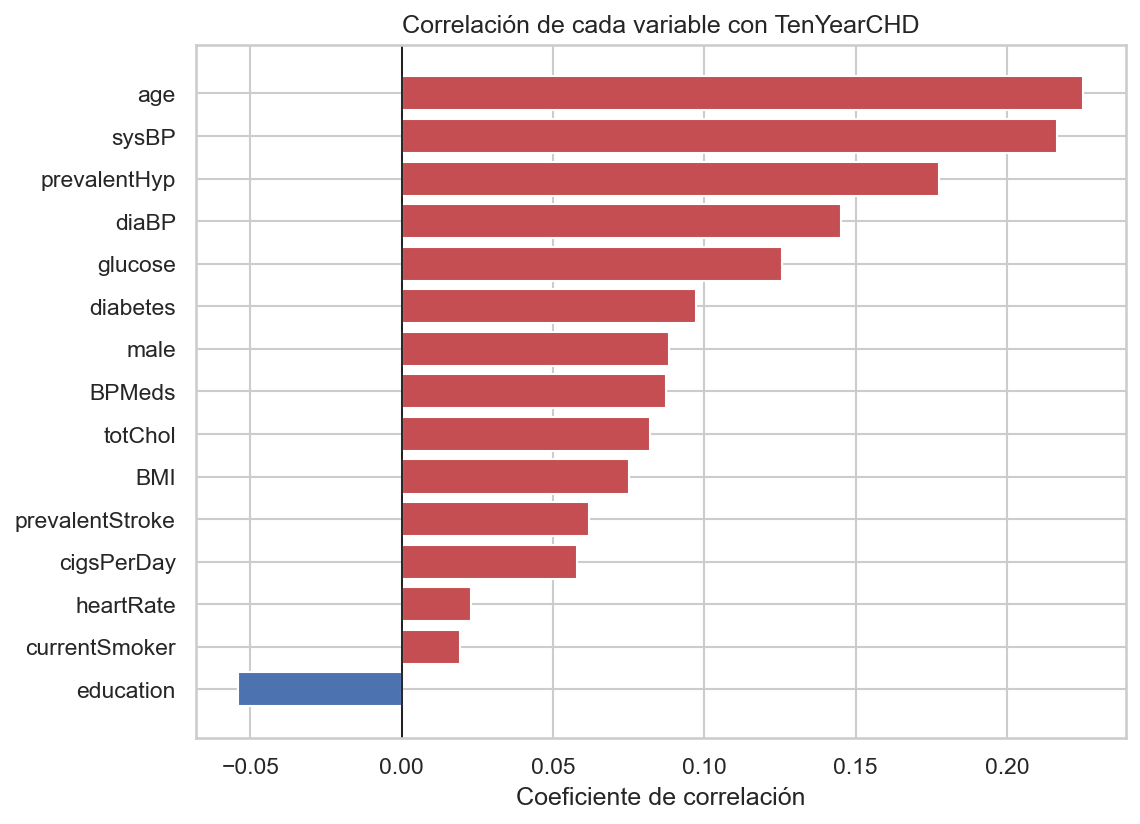 Correlación de cada variable con TenYearCHD
age
sysBP
prevalentHyp
diaBP
glucose
diabetes
male
BPMeds
totChol
BMI
prevalentStroke
cigsPerDay
heartRate
currentSmoker
education
−0.05 0.00 0.05 0.10 0.15 0.20
Coeficiente de correlación